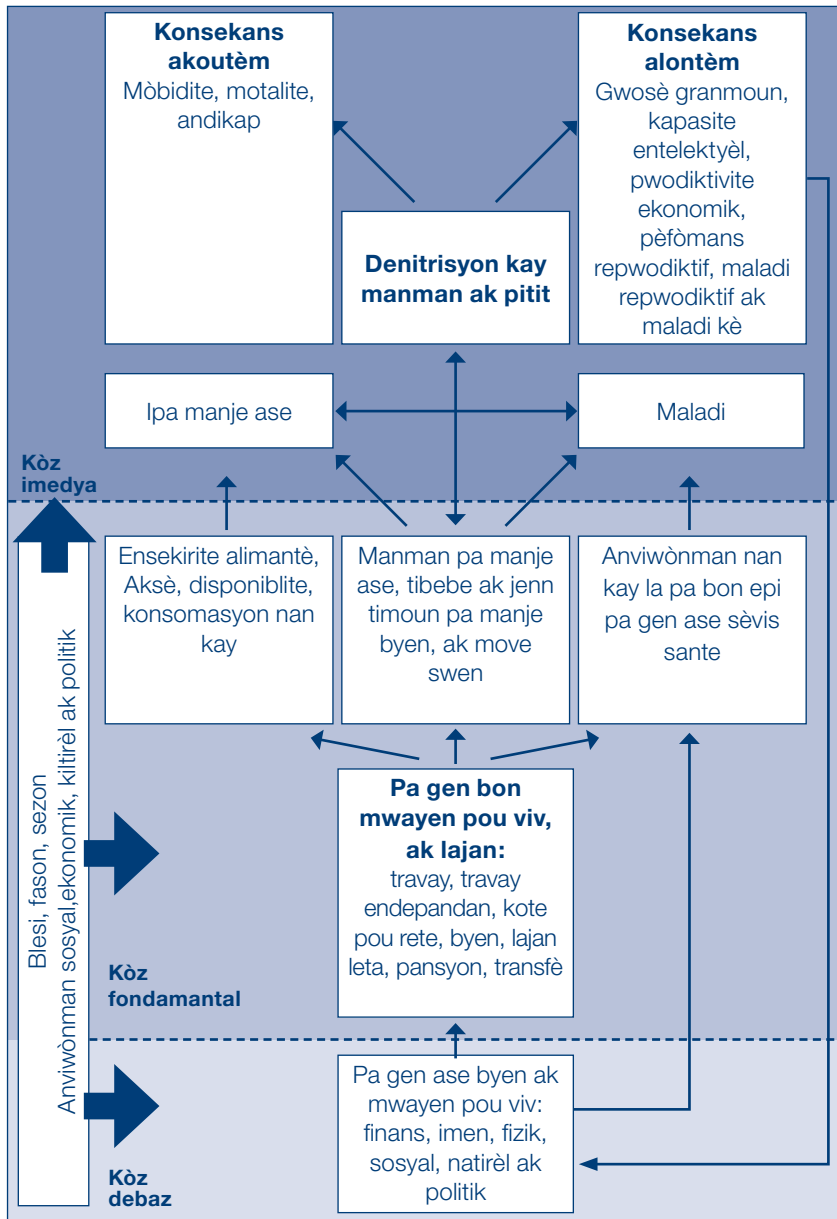 Konsekans
akoutèm
Mòbidite, motalite,
andikap
Konsekans
alontèm
Gwosè granmoun,
kapasite
entelektyèl,
pwodiktivite
ekonomik,
pèfòmans
repwodiktif, maladi
repwodiktif ak
maladi kè
Denitrisyon kay
manman ak pitit
Ipa manje ase
Maladi
Kòz
imedya
Ensekirite alimantè,
Aksè, disponiblite,
konsomasyon nan
kay
Manman pa manje
ase, tibebe ak jenn
timoun pa manje
byen, ak move
swen
Anviwònman nan
kay la pa bon epi
pa gen ase sèvis
sante
Blesi, fason, sezon
Anviwònman sosyal,ekonomik, kiltirèl ak politik
Pa gen bon
mwayen pou viv,
ak lajan:
travay, travay
endepandan, kote
pou rete, byen, lajan
leta, pansyon, transfè
Kòz
fondamantal
Pa gen ase byen ak
mwayen pou viv:
finans, imen, fizik,
sosyal, natirèl ak
politik
Kòz
debaz